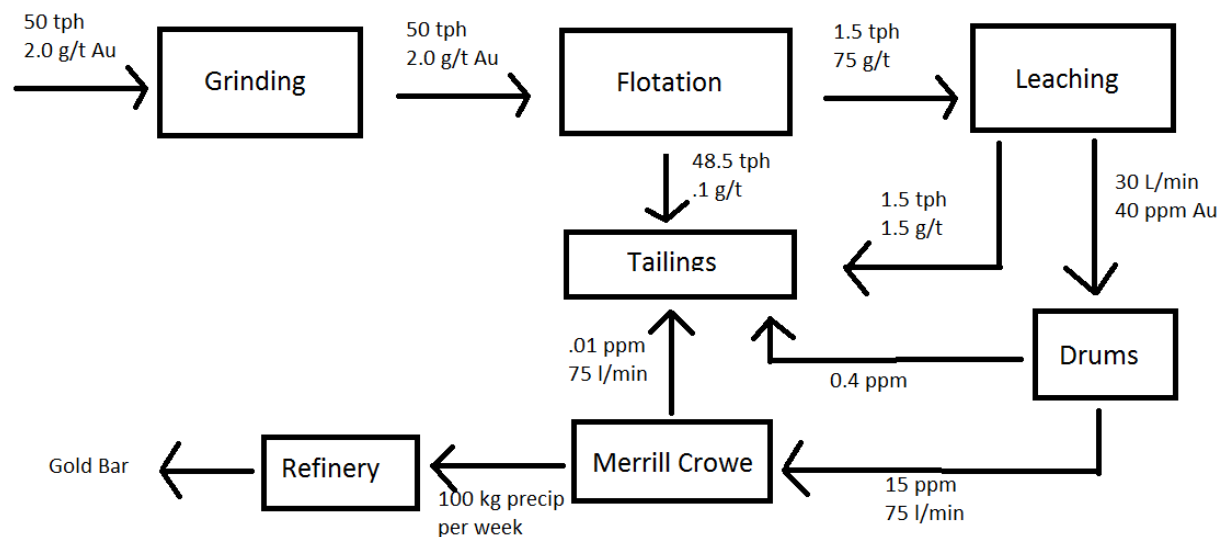 50 tph
2.0 g/t Au
Grinding
50 tph
2.0 g/t Au
Flotation
1.5 tph
75 g/t
Leaching
48.5 tph
.1 g/t
30 L/min
40 ppm Au
1.5 tph
1.5 g/t
Tailings
.01 ppm
75 l/min
0.4 ppm
Drums
Gold Bar
Refinery
100 kg precip
per week
Merrill Crowe
15 ppm
75 l/min